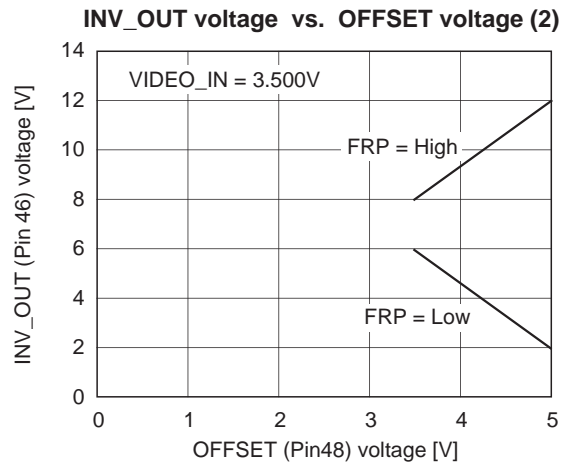 INV_OUT voltage vs. OFFSET voltage (2)
14
12
10
8
6
4
2
0
INV_OUT (Pin 46) voltage [V]
VIDEO_IN = 3.500V
FRP = High
FRP = Low
0 1 2 3 4 5
OFFSET (Pin48) voltage [V]